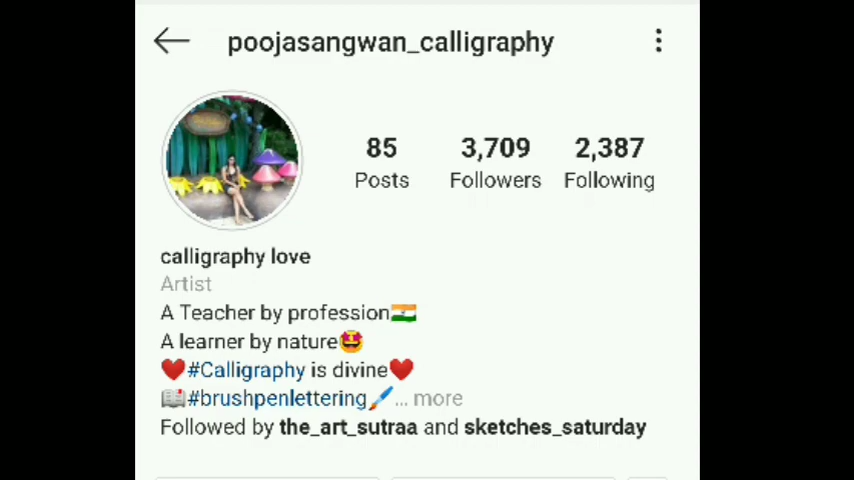 poojasangwan_calligraphy
85 3,709 2,387
Posts Followers Following
calligraphy love
Artist
A Teacher by profession🇮🇳
A learner by nature🤩
❤️#Calligraphy is divine❤️
📖#brushpenlettering🖌️... more
Followed by the_art_sutraa and sketches_saturday